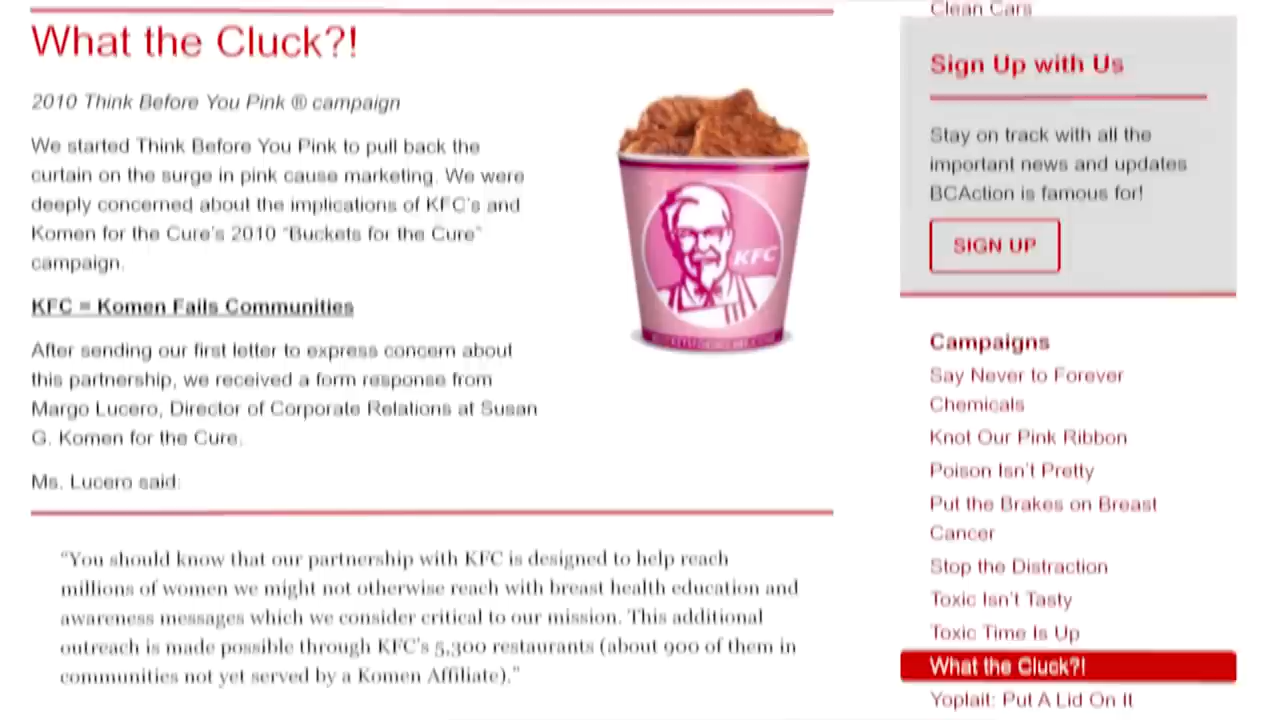 What the Cluck?!
2010 Think Before You Pink ® campaign
We started Think Before You Pink to pull back the
curtain on the surge in pink cause marketing. We were
deeply concerned about the implications of KFC's and
Komen for the Cure's 2010 "Buckets for the Cure"
campaign.
KFC = Komen Fails Communities
After sending our first letter to express concern about
this partnership, we received a form response from
Margo Lucero, Director of Corporate Relations at Susan
G. Komen for the Cure.
Ms. Lucero said:
"You should know that our partnership with KFC is designed to help reach
millions of women we might not otherwise reach with breast health education and
awareness messages which we consider critical to our mission. This additional
outreach is made possible through KFC's 5,300 restaurants (about 900 of them in
communities not yet served by a Komen Affiliate)."
KFC
Clean Cars
Sign Up with Us
Stay on track with all the
important news and updates
BCAction is famous for!
SIGN UP
Campaigns
Say Never to Forever
Chemicals
Knot Our Pink Ribbon
Poison Isn't Pretty
Put the Brakes on Breast
Cancer
Stop the Distraction
Toxic Isn't Tasty
Toxic Time Is Up
What the Cluck?!
Yoplait: Put A Lid On It